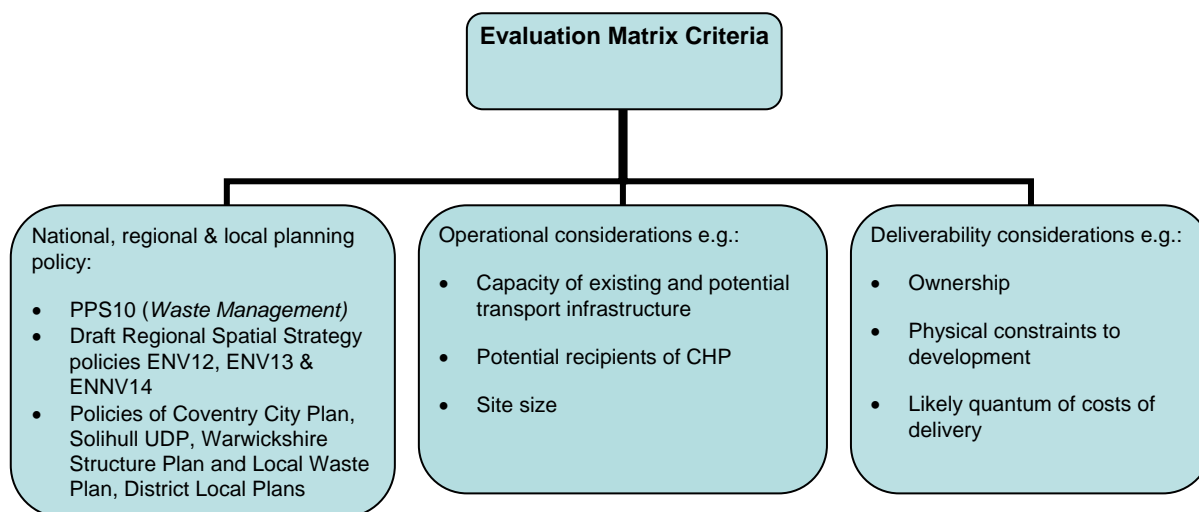 Evaluation Matrix Criteria
National, regional & local planning
policy:
• PPS10 (Waste Management)
• Draft Regional Spatial Strategy
policies ENV12, ENV13 &
ENNV14
• Policies of Coventry City Plan,
Solihull UDP, Warwickshire
Structure Plan and Local Waste
Plan, District Local Plans
Operational considerations e.g.:
• Capacity of existing and potential
transport infrastructure
• Potential recipients of CHP
• Site size
Deliverability considerations e.g.:
• Ownership
• Physical constraints to
development
• Likely quantum of costs of
delivery